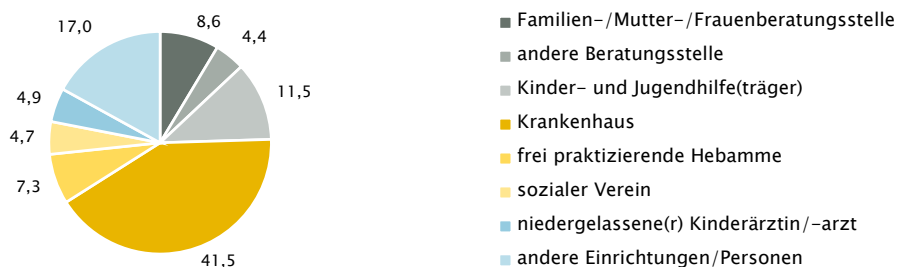 8,6
4,4
11,5
41,5
7,3
4,7
4,9
17,0
Familien-/Mutter-/Frauenberatungsstelle
andere Beratungsstelle
Kinder- und Jugendhilfe(träger)
Krankenhaus
frei praktizierende Hebamme
sozialer Verein
niedergelassene(r) Kinderärztin/-arzt
andere Einrichtungen/Personen